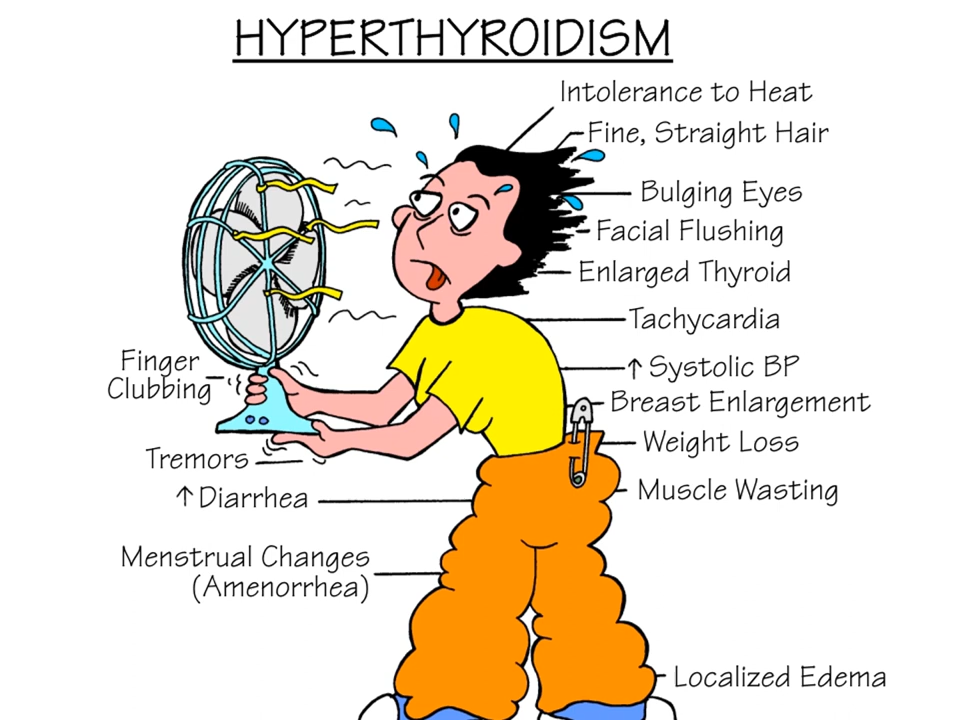 HYPERTHYROIDISM
Intolerance to Heat
Fine, Straight Hair
Bulging Eyes
Facial Flushing
Enlarged Thyroid
Tachycardia
↑ Systolic BP
Breast Enlargement
Weight Loss
Muscle Wasting
Localized Edema
Finger
Clubbing
Tremors
↑ Diarrhea
Menstrual Changes
(Amenorrhea)